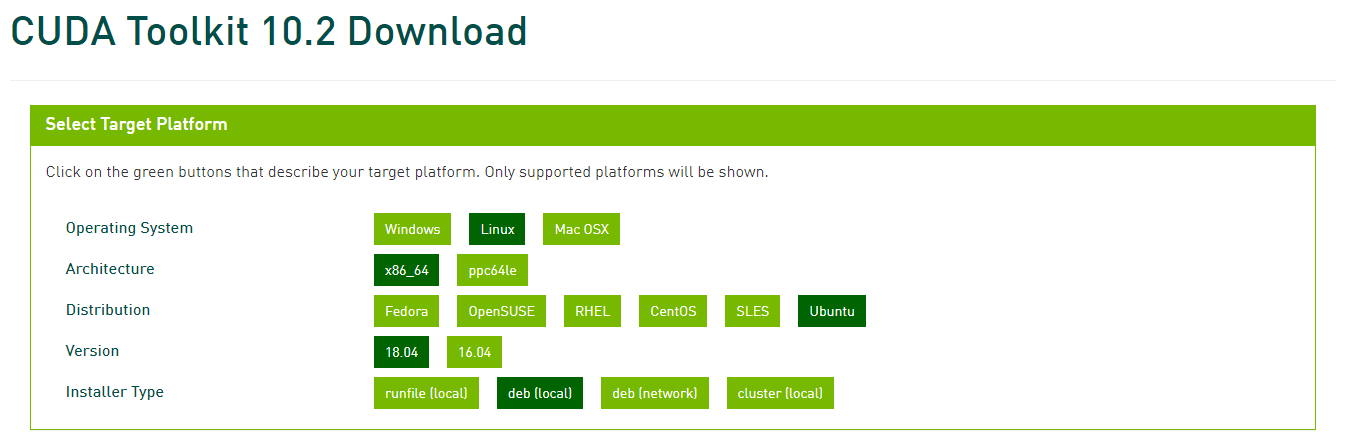 CUDA Toolkit 10.2 Download
Select Target Platform
Click on the green buttons that describe your target platform. Only supported platforms will be shown.
Operating System Windows Linux Mac OSX
Architecture x86_64 ppc64le
Distribution Fedora OpenSUSE RHEL CentOS SLES Ubuntu
Version 18.04 16.04
Installer Type runfile (local) deb (local) deb (network) cluster (local)